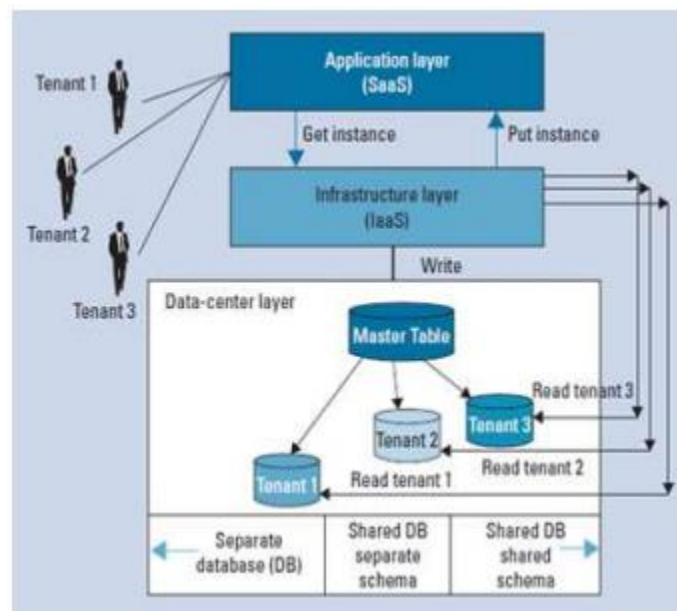 Application layer
(SaaS)
Tenant 1
Get instance
Put instance
Infrastructure layer
(IaaS)
Tenant 2
Write
Tenant 3
Data-center layer
Master Table
Read tenant 3
Tenant 3
Tenant 2
Read tenant 2
Read tenant 1
Tenant 1
Separate
database (DB)
Shared DB
separate
schema
Shared DB
shared
schema